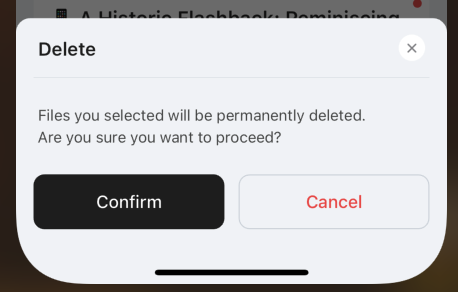 A Historic Flashback: Reminiscing
Delete
Files you selected will be permanently deleted.
Are you sure you want to proceed?
Confirm
Cancel